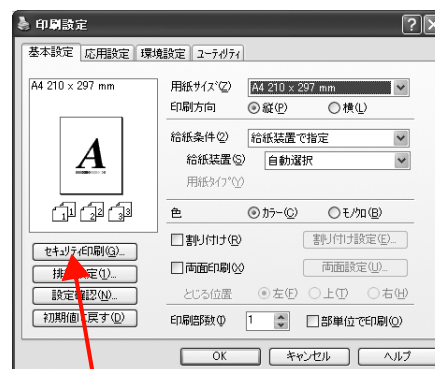 印刷設定
基本設定 応用設定 環境設定 ユーティリティ
A4 210 x 297 mm
用紙サイズ(Z) A4 210 x 297 mm
印刷方向 縦(P) 横(L)
給紙条件(2) 給紙装置で指定
給紙装置(S) 自動選択
用紙タイプ(Y)
A
1 1 2 2 3 3
色 カラー(C) モノクロ(B)
セキュリティ印刷(G)...
割り付け(R) 割り付け設定(E)...
両面印刷(X) 両面設定(U)...
設定確認(N)...
とじる位置 左(F) 上(T) 右(H)
初期値に戻す(D)
印刷部数(I) 1 部単位で印刷(O)
OK キャンセル ヘルプ